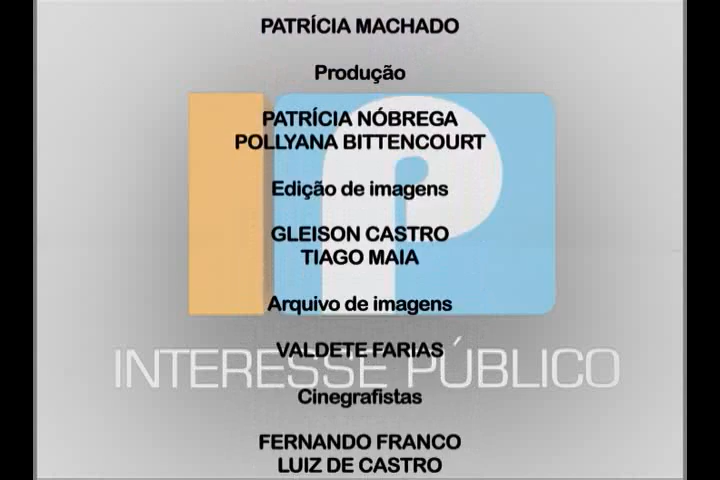 PATRÍCIA MACHADO
Produção
PATRÍCIA NÓBREGA
POLLYANA BITTENCOURT
Edição de imagens
GLEISON CASTRO
TIAGO MAIA
Arquivo de imagens
VALDETE FARIAS
INTERESSE PÚBLICO
Cinegrafistas
FERNANDO FRANCO
LUIZ DE CASTRO